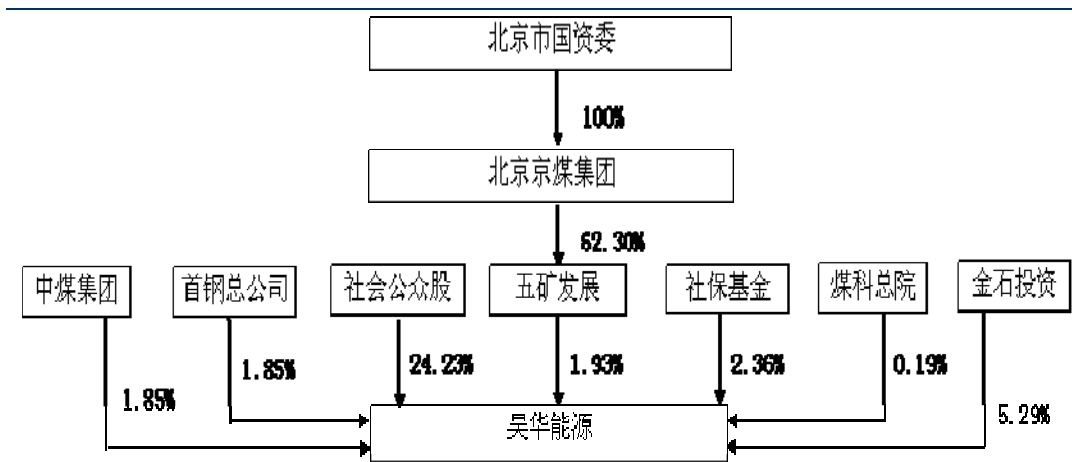 北京市国资委
100%
北京京煤集团
62.30%
中煤集团
首钢总公司
社会公众股
五矿发展
社保基金
煤科总院
金石投资
1.85%
1.85%
24.23%
1.93%
2.36%
0.19%
5.29%
吴华能源